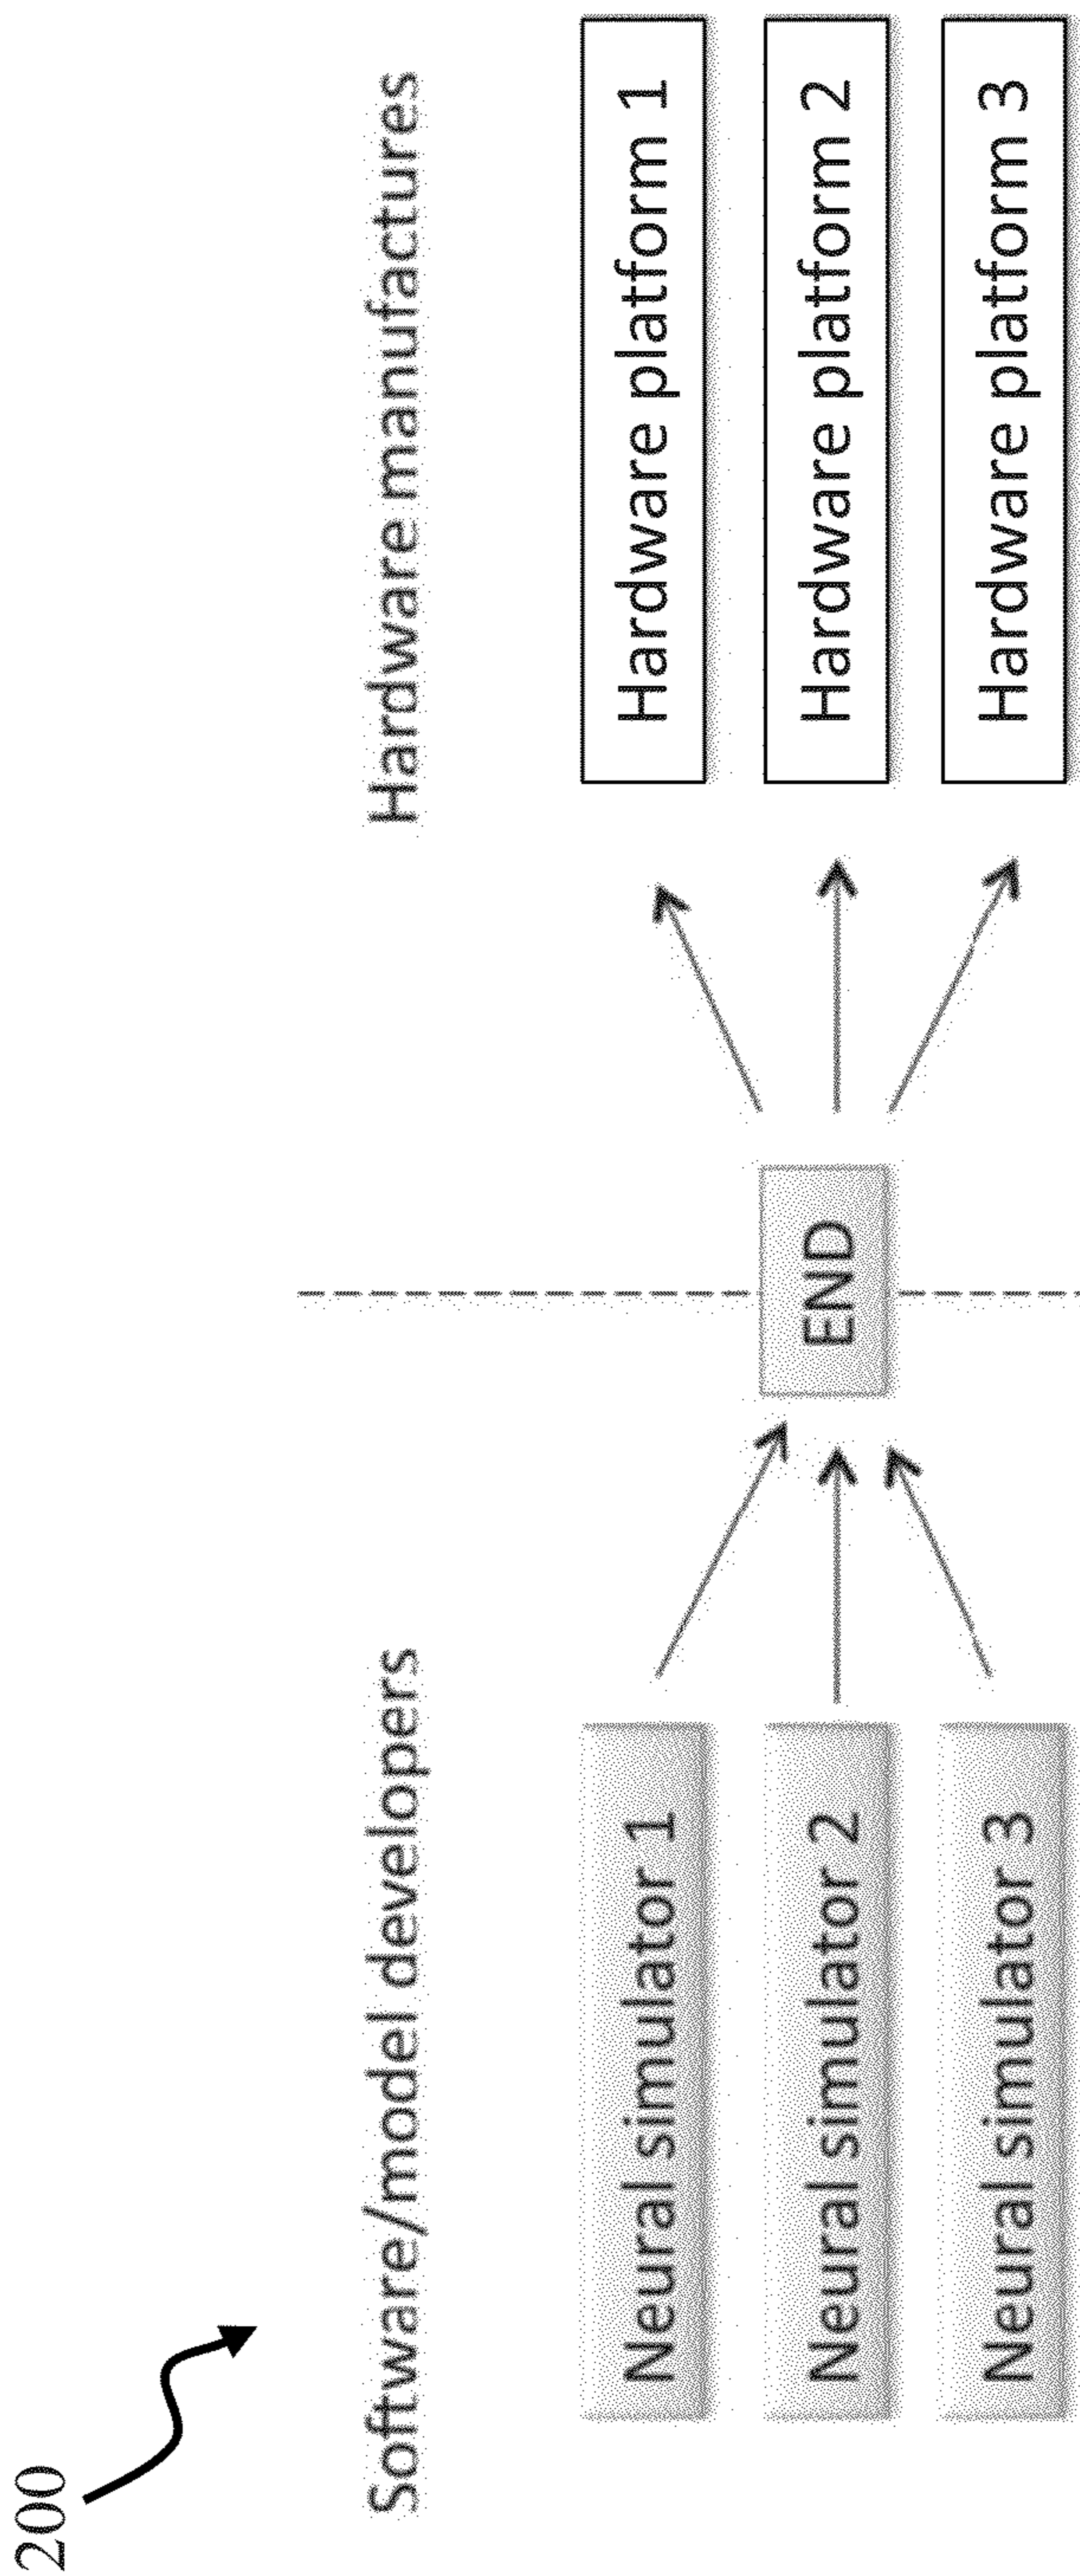 200
Software/model developers
Hardware manufactures
Neural simulator 1
Neural simulator 2
Neural simulator 3
END
Hardware platform 1
Hardware platform 2
Hardware platform 3